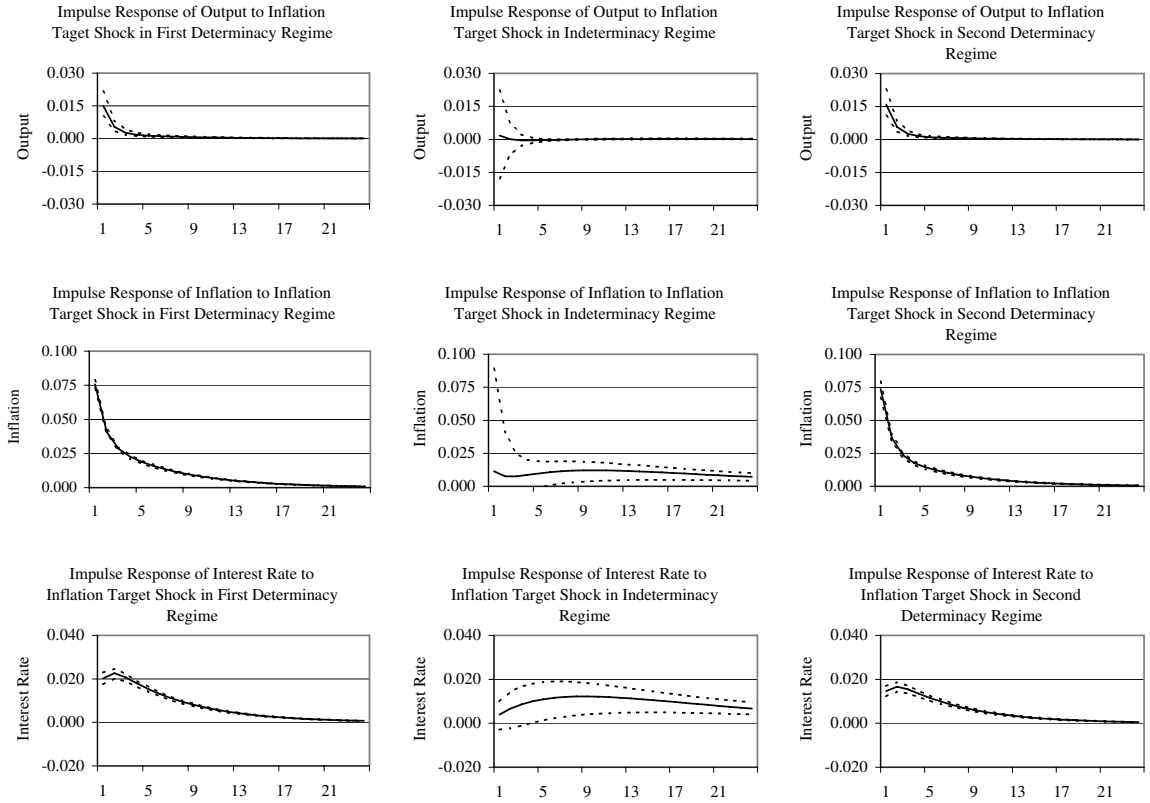 Impulse Response of Output to Inflation
Taget Shock in First Determinacy Regime
0.030
0.015
0.000
-0.015
-0.030
Output
1 5 9 13 17 21
Impulse Response of Output to Inflation
Target Shock in Indeterminacy Regime
0.030
0.015
0.000
-0.015
-0.030
Output
1 5 9 13 17 21
Impulse Response of Output to Inflation
Target Shock in Second Determinacy
Regime
0.030
0.015
0.000
-0.015
-0.030
Output
1 5 9 13 17 21
Impulse Response of Inflation to Inflation
Target Shock in First Determinacy Regime
0.100
0.075
0.050
0.025
0.000
Inflation
1 5 9 13 17 21
Impulse Response of Inflation to Inflation
Target Shock in Indeterminacy Regime
0.100
0.075
0.050
0.025
0.000
Inflation
1 5 9 13 17 21
Impulse Response of Inflation to Inflation
Target Shock in Second Determinacy
Regime
0.100
0.075
0.050
0.025
0.000
Inflation
1 5 9 13 17 21
Impulse Response of Interest Rate to
Inflation Target Shock in First Determinacy
Regime
0.040
0.020
0.000
-0.020
Interest Rate
1 5 9 13 17 21
Impulse Response of Interest Rate to
Inflation Target Shock in Indeterminacy
Regime
0.040
0.020
0.000
-0.020
Interest Rate
1 5 9 13 17 21
Impulse Response of Interest Rate to
Inflation Target Shock in Second
Determinacy Regime
0.040
0.020
0.000
-0.020
Interest Rate
1 5 9 13 17 21